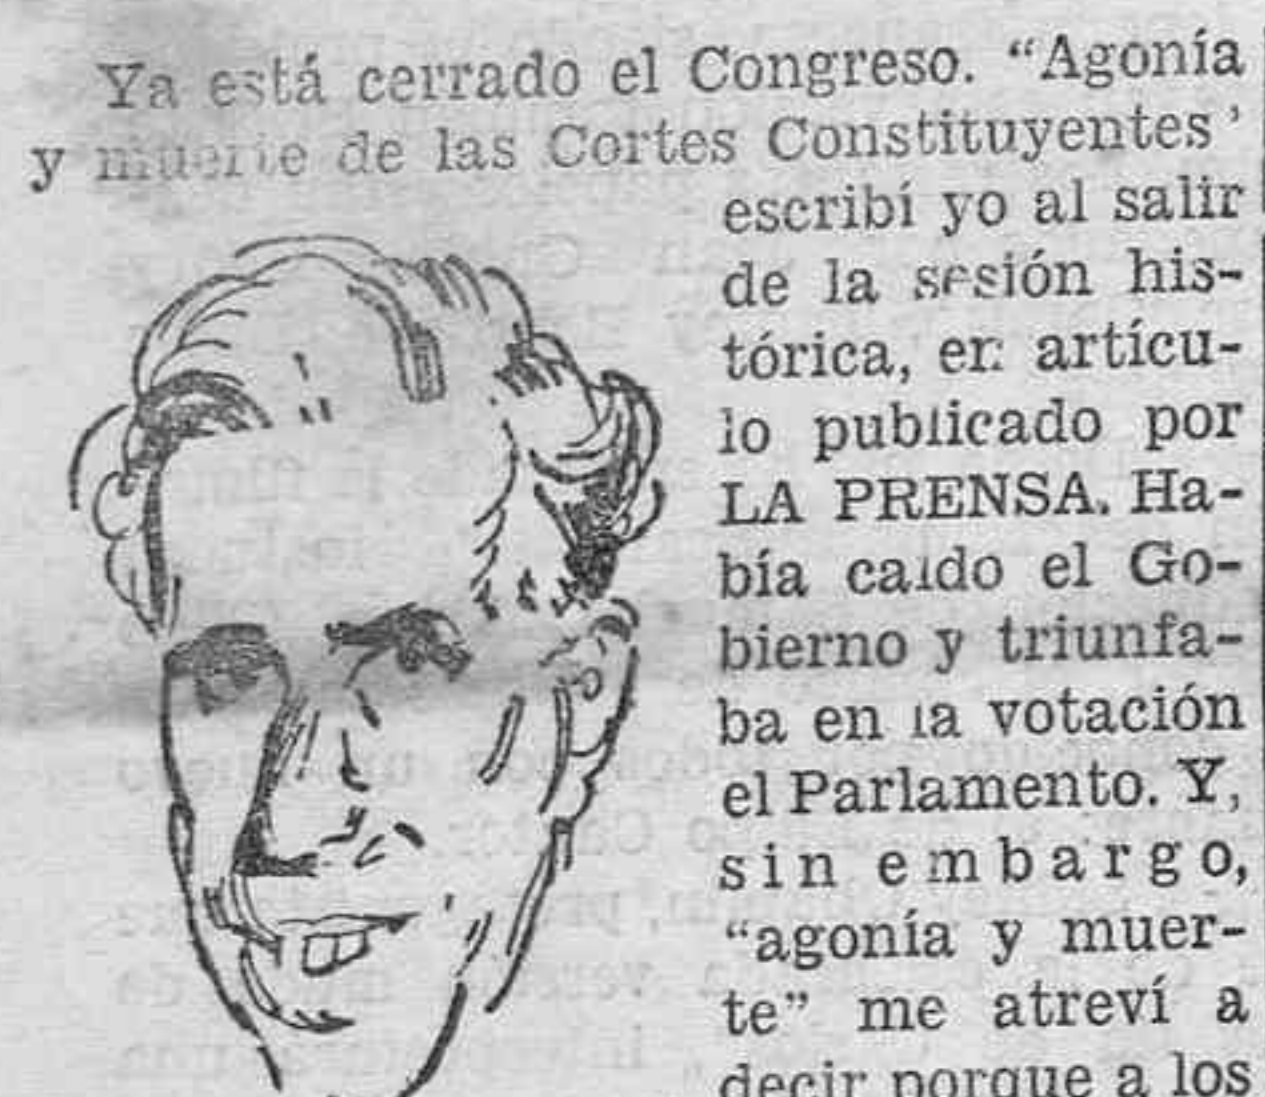 Ya está cerrado el Congreso. “Agonía
y muerte de las Cortes Constituyentes’
escribí yo al salir
de la sesión his-
tórica, en artícu-
lo publicado por
LA PRENSA. Ha-
bía caído el Go-
bierno y triunfa-
ba en la votación
el Parlamento. Y,
sin embargo,
“agonía y muer-
te” me atreví a
decir porque a los